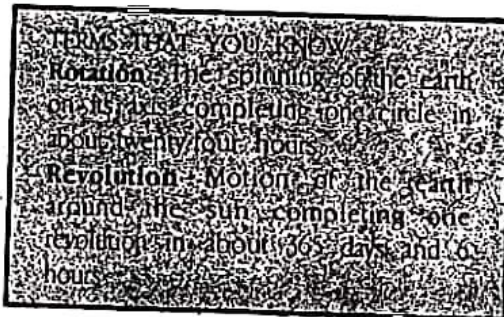 TERMS THAT YOU KNOW
Rotation The spinning of the earth
on its axis completing one circle in
about twenty four hours
Revolution Motion of the earth
around the sun completing one
revolution in about 365 days and 6
hours